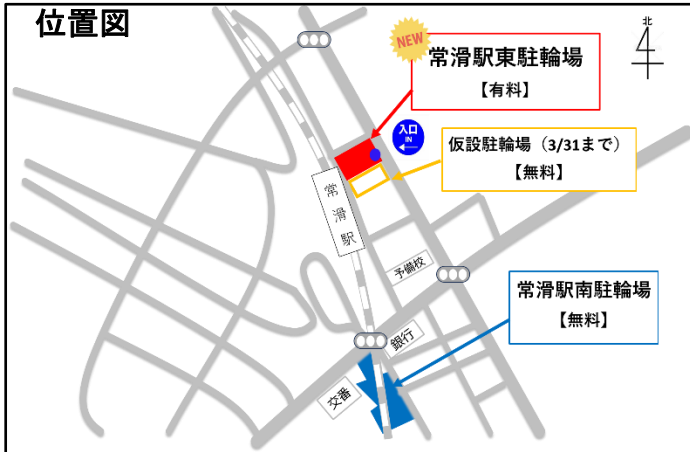 位置図
北
NEW
常滑駅東駐輪場
【有料】
入口
IN
仮設駐輪場（3/31まで）
【無料】
常滑駅
予備校
常滑駅南駐輪場
【無料】
銀行
交番